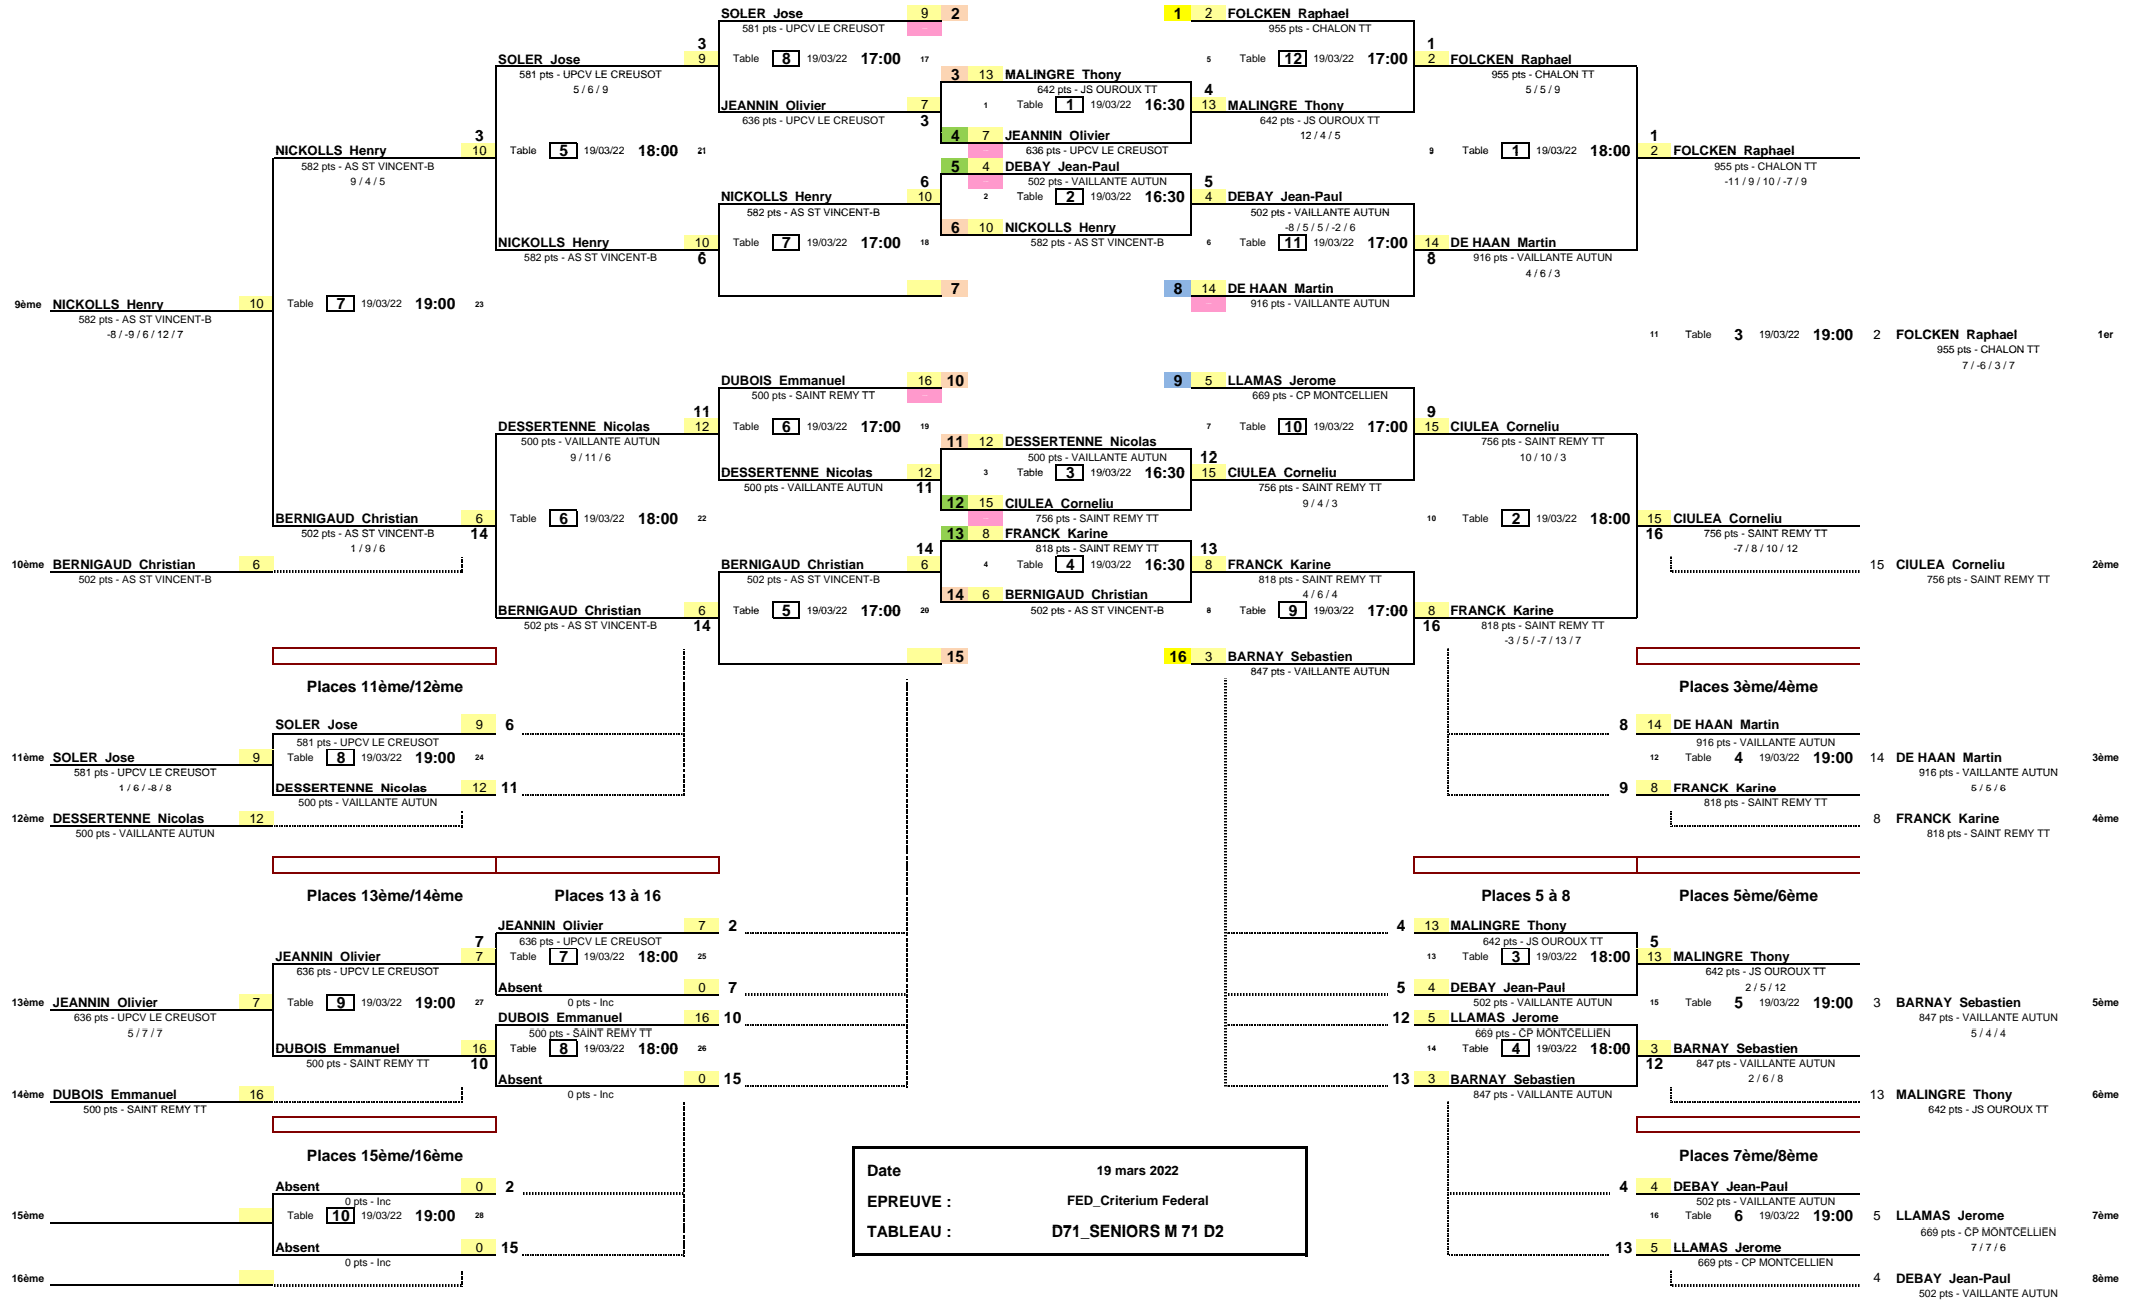 SOLER Jose 9 2 1 2 FOLCKEN Raphael
581 pts - UPCV LE CREUSOT 955 pts - CHALON TT
3 1
SOLER Jose 9 Table 8 19/03/22 17:00 17 5 Table 12 19/03/22 17:00 2 FOLCKEN Raphael
581 pts - UPCV LE CREUSOT 3 13 MALINGRE Thony 955 pts - CHALON TT
5 / 6 / 9 642 pts - JS OUROUX TT 4 5 / 5 / 9
JEANNIN Olivier 7 1 Table 1 19/03/22 16:30 13 MALINGRE Thony
636 pts - UPCV LE CREUSOT 3 642 pts - JS OUROUX TT
3 4 7 JEANNIN Olivier 12 / 4 / 5 1
NICKOLLS Henry 10 Table 5 19/03/22 18:00 21 636 pts - UPCV LE CREUSOT 9 Table 1 19/03/22 18:00 2 FOLCKEN Raphael
582 pts - AS ST VINCENT-B 5 4 DEBAY Jean-Paul 955 pts - CHALON TT
9 / 4 / 5 6 502 pts - VAILLANTE AUTUN 5 -11 / 9 / 10 / -7 / 9
NICKOLLS Henry 10 2 Table 2 19/03/22 16:30 4 DEBAY Jean-Paul
582 pts - AS ST VINCENT-B 502 pts - VAILLANTE AUTUN
6 10 NICKOLLS Henry -8 / 5 / 5 / -2 / 6
NICKOLLS Henry 10 Table 7 19/03/22 17:00 18 582 pts - AS ST VINCENT-B 6 Table 11 19/03/22 17:00 14 DE HAAN Martin
582 pts - AS ST VINCENT-B 6 8 916 pts - VAILLANTE AUTUN
4 / 6 / 3
7 8 14 DE HAAN Martin
9ème NICKOLLS Henry 10 Table 7 19/03/22 19:00 23 916 pts - VAILLANTE AUTUN
582 pts - AS ST VINCENT-B
-8 / -9 / 6 / 12 / 7 11 Table 3 19/03/22 19:00 2 FOLCKEN Raphael 1er
955 pts - CHALON TT
7 / -6 / 3 / 7
DUBOIS Emmanuel 16 10 9 5 LLAMAS Jerome
500 pts - SAINT REMY TT 669 pts - CP MONTCELLIEN
11 9
DESSERTENNE Nicolas 12 Table 6 19/03/22 17:00 19 7 Table 10 19/03/22 17:00 15 CIULEA Corneliu
500 pts - VAILLANTE AUTUN 11 12 DESSERTENNE Nicolas 756 pts - SAINT REMY TT
9 / 11 / 6 500 pts - VAILLANTE AUTUN 12 10 / 10 / 3
DESSERTENNE Nicolas 12 3 Table 3 19/03/22 16:30 15 CIULEA Corneliu
500 pts - VAILLANTE AUTUN 11 756 pts - SAINT REMY TT
12 15 CIULEA Corneliu 9 / 4 / 3
BERNIGAUD Christian 6 Table 6 19/03/22 18:00 22 756 pts - SAINT REMY TT 10 Table 2 19/03/22 18:00 15 CIULEA Corneliu
502 pts - AS ST VINCENT-B 14 13 8 FRANCK Karine 16 756 pts - SAINT REMY TT
1 / 9 / 6 14 818 pts - SAINT REMY TT 13 -7 / 8 / 10 / 12
10ème BERNIGAUD Christian 6 BERNIGAUD Christian 6 4 Table 4 19/03/22 16:30 8 FRANCK Karine 15 CIULEA Corneliu 2ème
502 pts - AS ST VINCENT-B 502 pts - AS ST VINCENT-B 818 pts - SAINT REMY TT 756 pts - SAINT REMY TT
14 6 BERNIGAUD Christian 4 / 6 / 4
BERNIGAUD Christian 6 Table 5 19/03/22 17:00 20 502 pts - AS ST VINCENT-B 8 Table 9 19/03/22 17:00 8 FRANCK Karine
502 pts - AS ST VINCENT-B 14 16 818 pts - SAINT REMY TT
-3 / 5 / -7 / 13 / 7
15 16 3 BARNAY Sebastien
847 pts - VAILLANTE AUTUN
Places 11ème/12ème Places 3ème/4ème
SOLER Jose 9 6 8 14 DE HAAN Martin
581 pts - UPCV LE CREUSOT 916 pts - VAILLANTE AUTUN
11ème SOLER Jose 9 Table 8 19/03/22 19:00 24 12 Table 4 19/03/22 19:00 14 DE HAAN Martin 3ème
581 pts - UPCV LE CREUSOT 916 pts - VAILLANTE AUTUN
1 / 6 / -8 / 8 DESSERTENNE Nicolas 12 11 9 8 FRANCK Karine 5 / 5 / 6
500 pts - VAILLANTE AUTUN 818 pts - SAINT REMY TT
12ème DESSERTENNE Nicolas 12 8 FRANCK Karine 4ème
500 pts - VAILLANTE AUTUN 818 pts - SAINT REMY TT
Places 13ème/14ème Places 13 à 16 Places 5 à 8 Places 5ème/6ème
JEANNIN Olivier 7 2 4 13 MALINGRE Thony
7 636 pts - UPCV LE CREUSOT 642 pts - JS OUROUX TT 5
JEANNIN Olivier 7 Table 7 19/03/22 18:00 25 13 Table 3 19/03/22 18:00 13 MALINGRE Thony
636 pts - UPCV LE CREUSOT 642 pts - JS OUROUX TT
Absent 0 7 5 4 DEBAY Jean-Paul 2 / 5 / 12
13ème JEANNIN Olivier 7 Table 9 19/03/22 19:00 27 0 pts - Inc 502 pts - VAILLANTE AUTUN 15 Table 5 19/03/22 19:00 3 BARNAY Sebastien 5ème
636 pts - UPCV LE CREUSOT DUBOIS Emmanuel 16 10 12 5 LLAMAS Jerome 847 pts - VAILLANTE AUTUN
5 / 7 / 7 500 pts - SAINT REMY TT 669 pts - CP MONTCELLIEN 5 / 4 / 4
DUBOIS Emmanuel 16 Table 8 19/03/22 18:00 26 14 Table 4 19/03/22 18:00 3 BARNAY Sebastien
500 pts - SAINT REMY TT 10 12 847 pts - VAILLANTE AUTUN
Absent 0 15 13 3 BARNAY Sebastien 2 / 6 / 8
14ème DUBOIS Emmanuel 16 0 pts - Inc 847 pts - VAILLANTE AUTUN 13 MALINGRE Thony 6ème
500 pts - SAINT REMY TT 642 pts - JS OUROUX TT
Places 15ème/16ème Places 7ème/8ème
Date 19 mars 2022
Absent 0 2 4 4 DEBAY Jean-Paul
0 pts - Inc EPREUVE : FED_Criterium Federal 502 pts - VAILLANTE AUTUN
15ème Table 10 19/03/22 19:00 28 16 Table 6 19/03/22 19:00 5 LLAMAS Jerome 7ème
TABLEAU : D71_SENIORS M 71 D2 669 pts - CP MONTCELLIEN
Absent 0 15 13 5 LLAMAS Jerome 7 / 7 / 6
0 pts - Inc 669 pts - CP MONTCELLIEN
16ème 4 DEBAY Jean-Paul 8ème
502 pts - VAILLANTE AUTUN